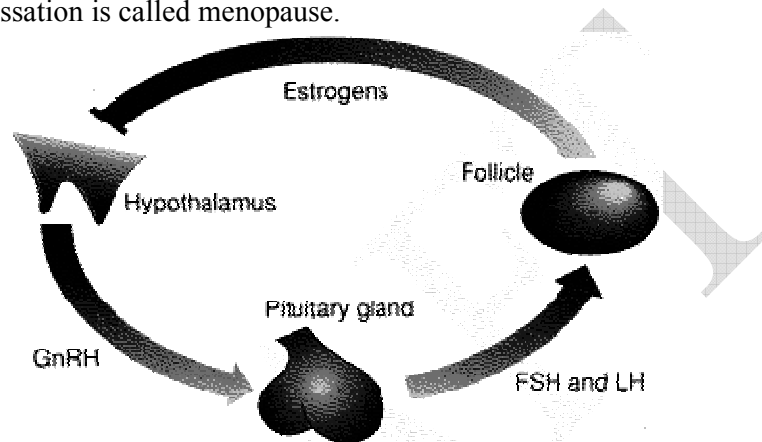 ssation is called menopause.
Estrogens
Follicle
Hypothalamus
Pituitary gland
GnRH
FSH and LH